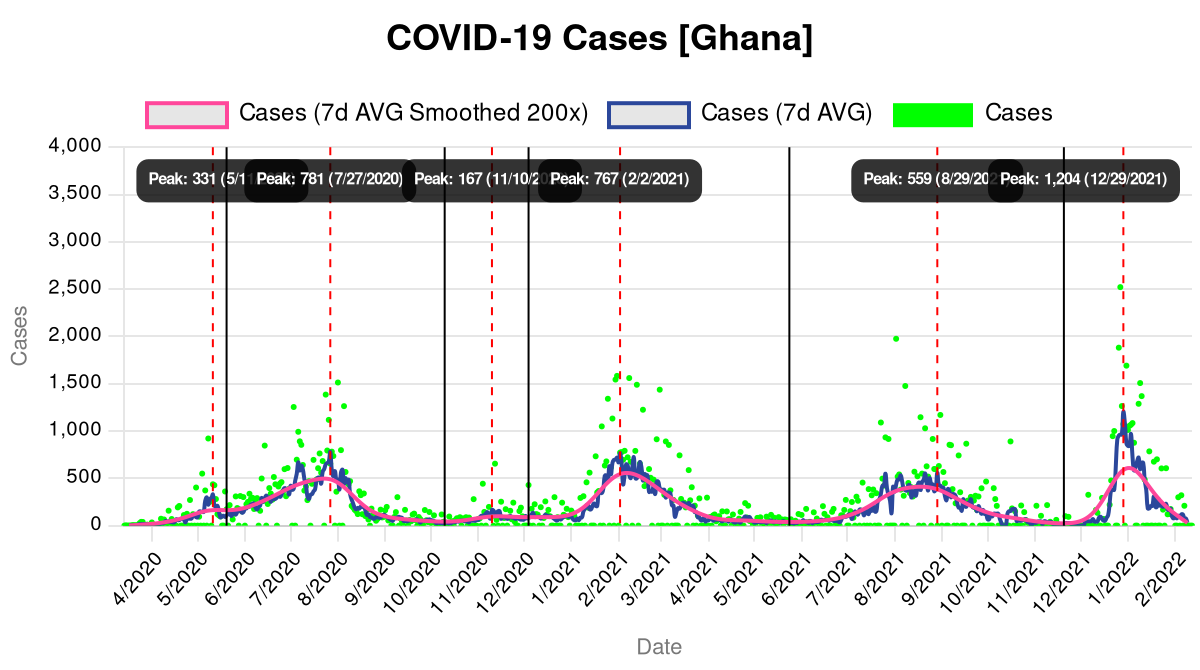 COVID-19 Cases [Ghana]
Cases (7d AVG Smoothed 200x) Cases (7d AVG) Cases
4,000
3,500
3,000
2,500
2,000
1,500
1,000
500
0
Cases
Peak: 331 (5/11 Peak: 781 (7/27/2020) Peak: 167 (11/10/20 Peak: 767 (2/2/2021) Peak: 559 (8/29/20 Peak: 1,204 (12/29/2021)
4/2020 5/2020 6/2020 7/2020 8/2020 9/2020 10/2020 11/2020 12/2020 1/2021 2/2021 3/2021 4/2021 5/2021 6/2021 7/2021 8/2021 9/2021 10/2021 11/2021 12/2021 1/2022 2/2022
Date